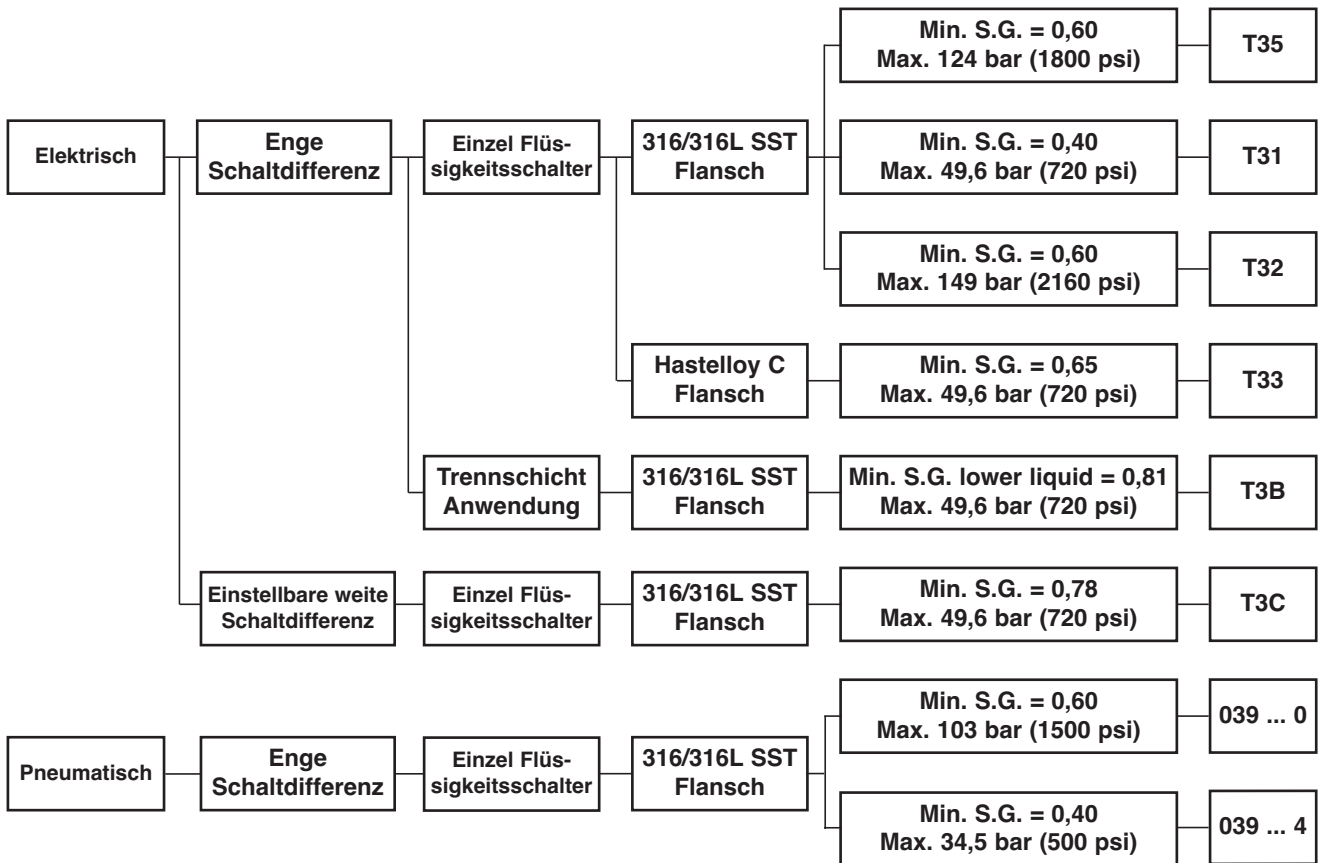 Min. S.G. = 0,60
Max. 124 bar (1800 psi)
T35
Elektrisch
Enge
Schaltdifferenz
Einzel Flüs-
sigkeitsschalter
316/316L SST
Flansch
Min. S.G. = 0,40
Max. 49,6 bar (720 psi)
T31
Min. S.G. = 0,60
Max. 149 bar (2160 psi)
T32
Hastelloy C
Flansch
Min. S.G. = 0,65
Max. 49,6 bar (720 psi)
T33
Trennschicht
Anwendung
316/316L SST
Flansch
Min. S.G. lower liquid = 0,81
Max. 49,6 bar (720 psi)
T3B
Einstellbare weite
Schaltdifferenz
Einzel Flüs-
sigkeitsschalter
316/316L SST
Flansch
Min. S.G. = 0,78
Max. 49,6 bar (720 psi)
T3C
Min. S.G. = 0,60
Max. 103 bar (1500 psi)
039 ... 0
Pneumatisch
Enge
Schaltdifferenz
Einzel Flüs-
sigkeitsschalter
316/316L SST
Flansch
Min. S.G. = 0,40
Max. 34,5 bar (500 psi)
039 ... 4